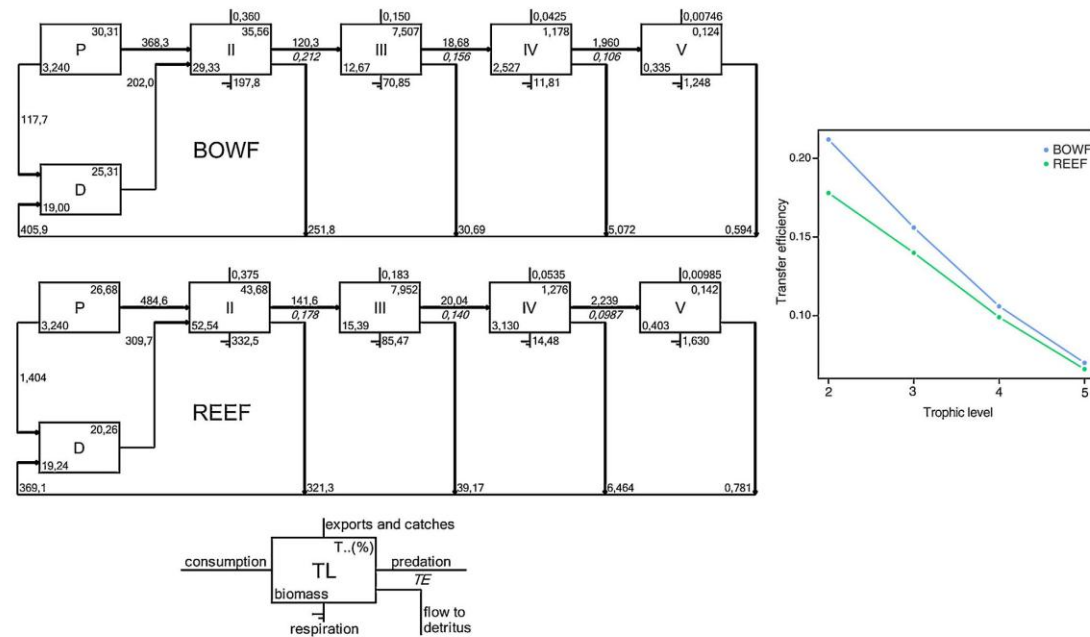 0,360
0,150
0,0425
0,00746
30,31
P
3,240
368,3
35,56
II
29,33
120,3
0,212
7,507
III
12,67
18,68
0,156
1,178
IV
2,527
1,960
0,106
0,124
V
0,335
202,0
197,8
70,85
11,81
1,248
117,7
BOWF
25,31
D
19,00
405,9
251,8
30,69
5,072
0,594
0,375
0,183
0,0535
0,00985
26,68
P
3,240
484,6
43,68
II
52,54
141,6
0,178
7,952
III
15,39
20,04
0,140
1,276
IV
3,130
2,239
0,0987
0,142
V
0,403
309,7
332,5
85,47
14,48
1,630
1,404
REEF
20,26
D
19,24
369,1
321,3
39,17
6,464
0,781
exports and catches
T..(%)
consumption
TL
predation
TE
biomass
respiration
flow to
detritus
BOWF
REEF
0.20
0.15
0.10
Transfer efficiency
2 3 4 5
Trophic level